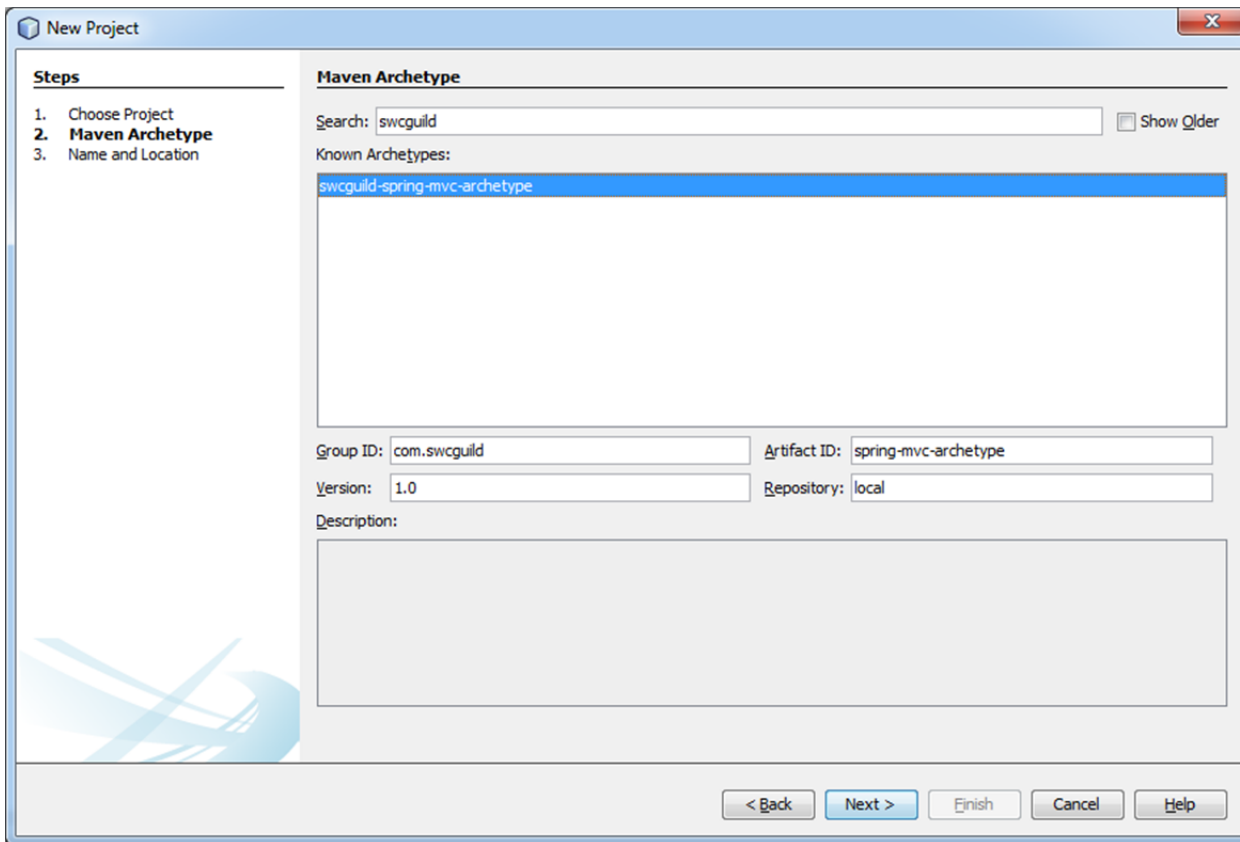 New Project
Steps
1. Choose Project
2. Maven Archetype
3. Name and Location
Maven Archetype
Search: swcguild Show Older
Known Archetypes:
swcguild-spring-mvc-archetype
Group ID: com.swcguild Artifact ID: spring-mvc-archetype
Version: 1.0 Repository: local
Description:
< Back Next > Finish Cancel Help